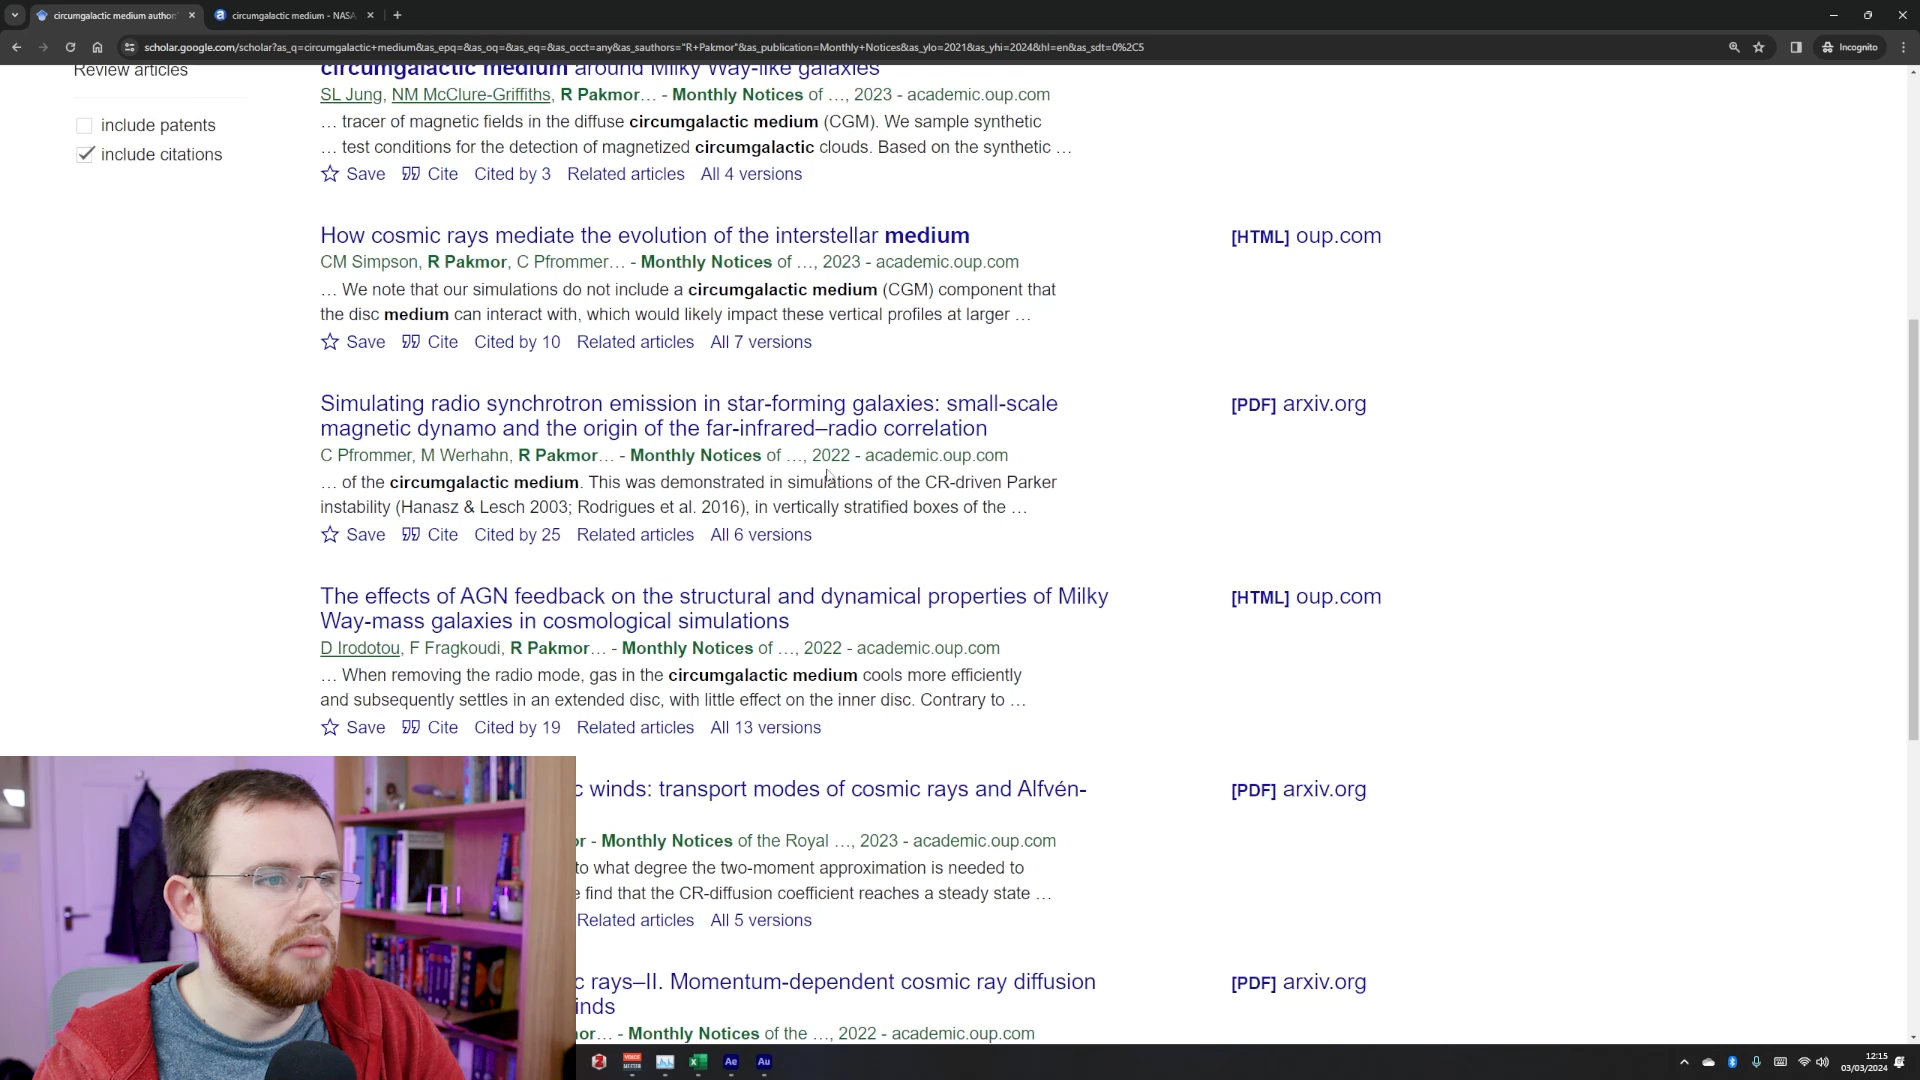 circumgalactic medium author
circumgalactic medium - NASA
scholar.google.com/scholar?as_q=circumgalactic+medium&as_epq=&as_oq=&as_eq=&as_occt=any&as_sauthors="R+Pakmor"&as_publication=Monthly+Notices&as_ylo=2021&as_yhi=2024&hl=en&as_sdt=0%2C5
Incognito
Review articles
include patents
include citations
circumgalactic medium around Milky Way-like galaxies
SL Jung, NM McClure-Griffiths, R Pakmor… - Monthly Notices of …, 2023 - academic.oup.com
… tracer of magnetic fields in the diffuse circumgalactic medium (CGM). We sample synthetic
… test conditions for the detection of magnetized circumgalactic clouds. Based on the synthetic …
Save Cite Cited by 3 Related articles All 4 versions
How cosmic rays mediate the evolution of the interstellar medium
[HTML] oup.com
CM Simpson, R Pakmor, C Pfrommer… - Monthly Notices of …, 2023 - academic.oup.com
… We note that our simulations do not include a circumgalactic medium (CGM) component that
the disc medium can interact with, which would likely impact these vertical profiles at larger …
Save Cite Cited by 10 Related articles All 7 versions
Simulating radio synchrotron emission in star-forming galaxies: small-scale
magnetic dynamo and the origin of the far-infrared–radio correlation
[PDF] arxiv.org
C Pfrommer, M Werhahn, R Pakmor… - Monthly Notices of …, 2022 - academic.oup.com
… of the circumgalactic medium. This was demonstrated in simulations of the CR-driven Parker
instability (Hanasz & Lesch 2003; Rodrigues et al. 2016), in vertically stratified boxes of the …
Save Cite Cited by 25 Related articles All 6 versions
The effects of AGN feedback on the structural and dynamical properties of Milky
Way-mass galaxies in cosmological simulations
[HTML] oup.com
D Irodotou, F Fragkoudi, R Pakmor… - Monthly Notices of …, 2022 - academic.oup.com
… When removing the radio mode, gas in the circumgalactic medium cools more efficiently
and subsequently settles in an extended disc, with little effect on the inner disc. Contrary to …
Save Cite Cited by 19 Related articles All 13 versions
c winds: transport modes of cosmic rays and Alfvén-
[PDF] arxiv.org
or - Monthly Notices of the Royal …, 2023 - academic.oup.com
to what degree the two-moment approximation is needed to
e find that the CR-diffusion coefficient reaches a steady state …
Related articles All 5 versions
c rays–II. Momentum-dependent cosmic ray diffusion
inds
[PDF] arxiv.org
or… - Monthly Notices of the …, 2022 - academic.oup.com
Ae
Au
12:15
03/03/2024